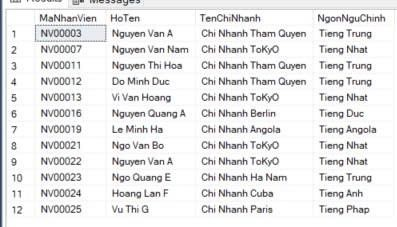 Results Messages
MaNhanVien HoTen TenChiNhanh NgonNguChinh
1 NV00003 Nguyen Van A Chi Nhanh Tham Quyen Tieng Trung
2 NV00007 Nguyen Van Nam Chi Nhanh ToKyO Tieng Nhat
3 NV00011 Nguyen Thi Hoa Chi Nhanh Tham Quyen Tieng Trung
4 NV00012 Do Minh Duc Chi Nhanh Tham Quyen Tieng Trung
5 NV00013 Vi Van Hoang Chi Nhanh ToKyO Tieng Nhat
6 NV00016 Nguyen Quang A Chi Nhanh Berlin Tieng Duc
7 NV00019 Le Minh Ha Chi Nhanh Angola Tieng Angola
8 NV00021 Ngo Van Bo Chi Nhanh ToKyO Tieng Nhat
9 NV00022 Nguyen Van A Chi Nhanh ToKyO Tieng Nhat
10 NV00023 Ngo Quang E Chi Nhanh Ha Nam Tieng Trung
11 NV00024 Hoang Lan F Chi Nhanh Cuba Tieng Anh
12 NV00025 Vu Thi G Chi Nhanh Paris Tieng Phap